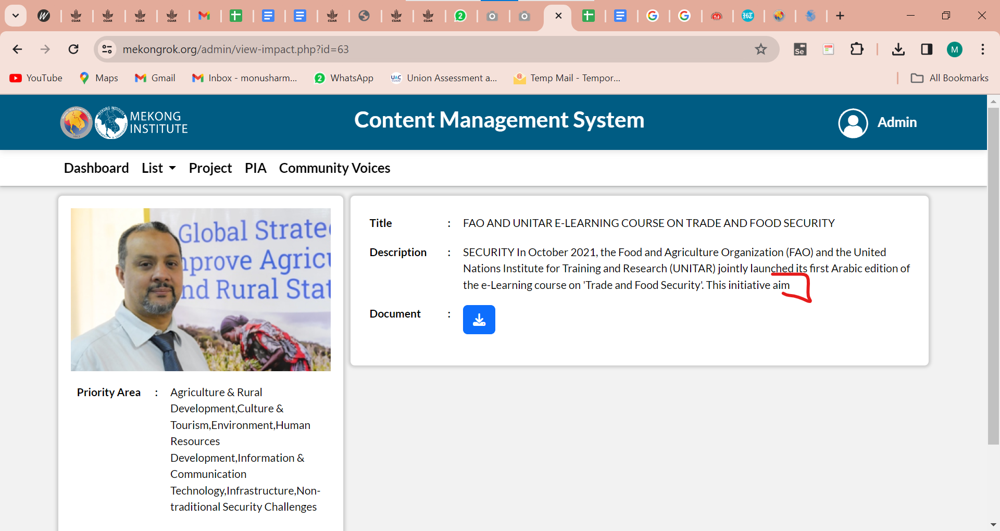 mekongrok.org/admin/view-impact.php?id=63
M
YouTube
Maps
Gmail
Inbox - monusharm...
WhatsApp
Union Assessment a...
Temp Mail - Tempor...
All Bookmarks
MEKONG
INSTITUTE
Content Management System
Admin
Dashboard
List
Project
PIA
Community Voices
Global Strate
mprove Agric
nd Rural Stat
Priority Area : Agriculture & Rural
Development,Culture &
Tourism,Environment,Human
Resources
Development,Information &
Communication
Technology,Infrastructure,Non-
traditional Security Challenges
Title : FAO AND UNITAR E-LEARNING COURSE ON TRADE AND FOOD SECURITY
Description : SECURITY In October 2021, the Food and Agriculture Organization (FAO) and the United
Nations Institute for Training and Research (UNITAR) jointly launched its first Arabic edition of
the e-Learning course on 'Trade and Food Security'. This initiative aim
Document :